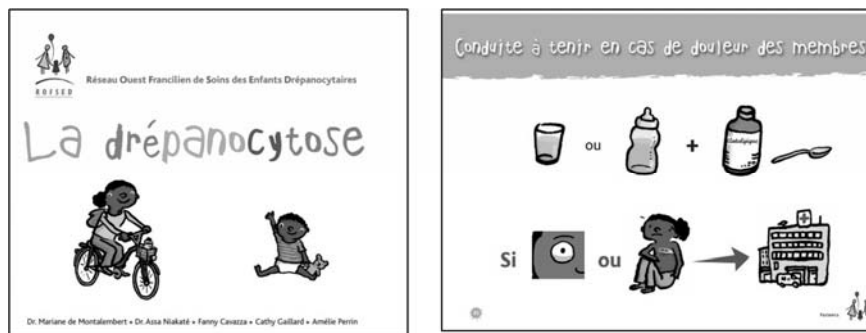 ROFSED
Réseau Ouest Francilien de Soins des Enfants Drépanocytaires
La drépanocytose
Dr. Mariane de Montalembert • Dr. Assa Niakaté • Fanny Cavazza • Cathy Gaillard • Amélie Perrin
Conduite à tenir en cas de douleur des membres
ou
+
Si
ou